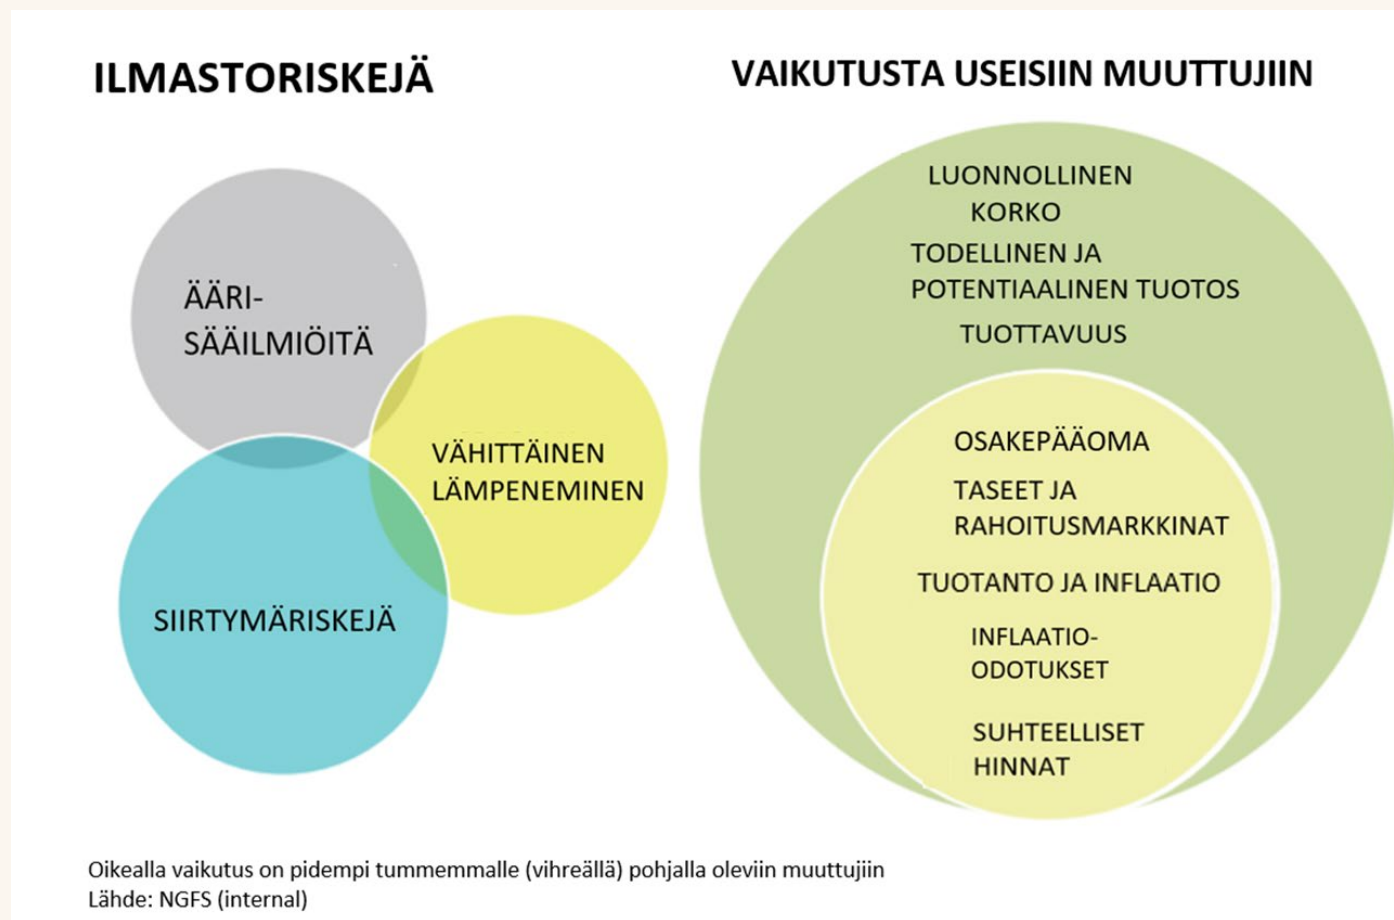 ILMASTORISKEJÄ
ÄÄRI-
SÄÄILMIÖITÄ
VÄHITTÄINEN
LÄMPENEMINEN
SIIRTYMÄRISKEJÄ
VAIKUTUSTA USEISIIN MUUTTUJIIN
LUONNOLLINEN
KORKO
TODELLINEN JA
POTENTIAALINEN TUOTOS
TUOTTAVUUS
OSAKEPÄÄOMA
TASEET JA
RAHOITUSMARKKINAT
TUOTANTO JA INFLAATIO
INFLAATIO-
ODOTUKSET
SUHTEELLISET
HINNAT
Oikealla vaikutus on pidempi tummemmalle (vihreällä) pohjalla oleviin muuttujiin
Lähde: NGFS (internal)